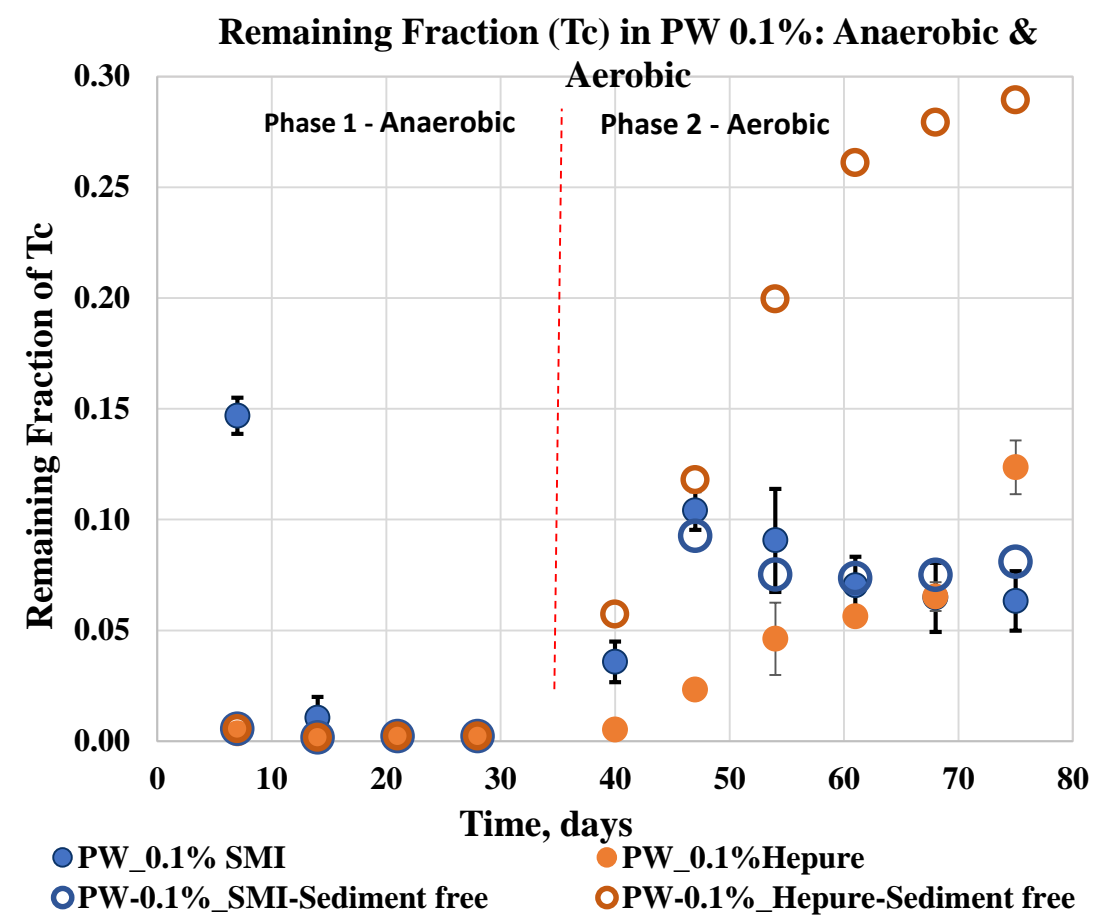 Remaining Fraction (Tc) in PW 0.1%: Anaerobic &
Aerobic
0.30
Phase 1 - Anaerobic
Phase 2 - Aerobic
0.25
0.20
0.15
0.10
0.05
0.00
Remaining Fraction of Tc
0 10 20 30 40 50 60 70 80
Time, days
PW_0.1% SMI
PW_0.1%Hepure
PW-0.1%_SMI-Sediment free
PW-0.1%_Hepure-Sediment free